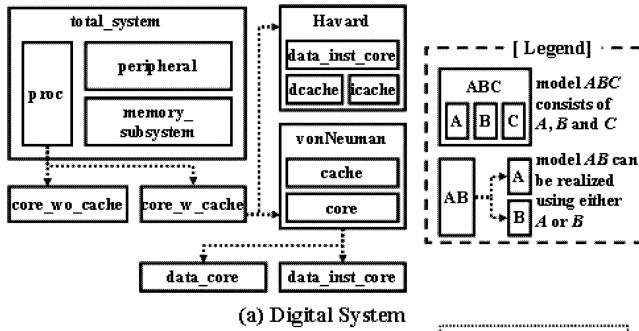 total_system
proc
peripheral
memory_
subsystem
core_wo_cache
core_w_cache
Havard
data_inst_core
dcache
icache
vonNeuman
cache
core
data_core
data_inst_core
[ Legend]
ABC
A
B
C
model ABC
consists of
A, B and C
AB
A
B
model AB can
be realized
using either
A or B
(a) Digital System